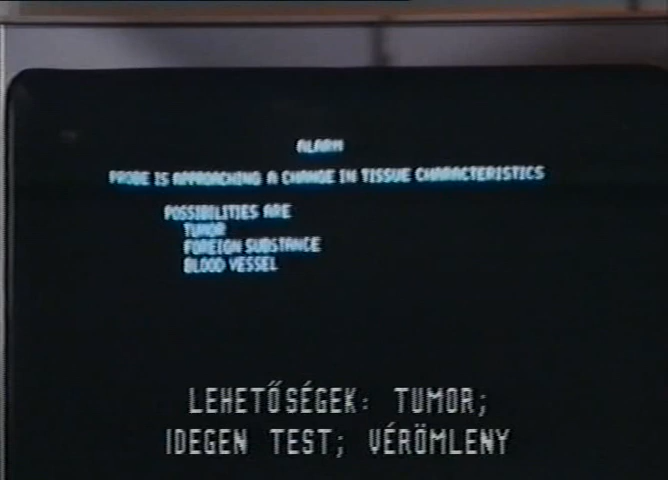 ALARM
PROBE IS APPROACHING A CHANGE IN TISSUE CHARACTERISTICS
POSSIBILITIES ARE
TUMOR
FOREIGN SUBSTANCE
BLOOD VESSEL
LEHETŐSÉGEK: TUMOR;
IDEGEN TEST; VÉRÖMLENY